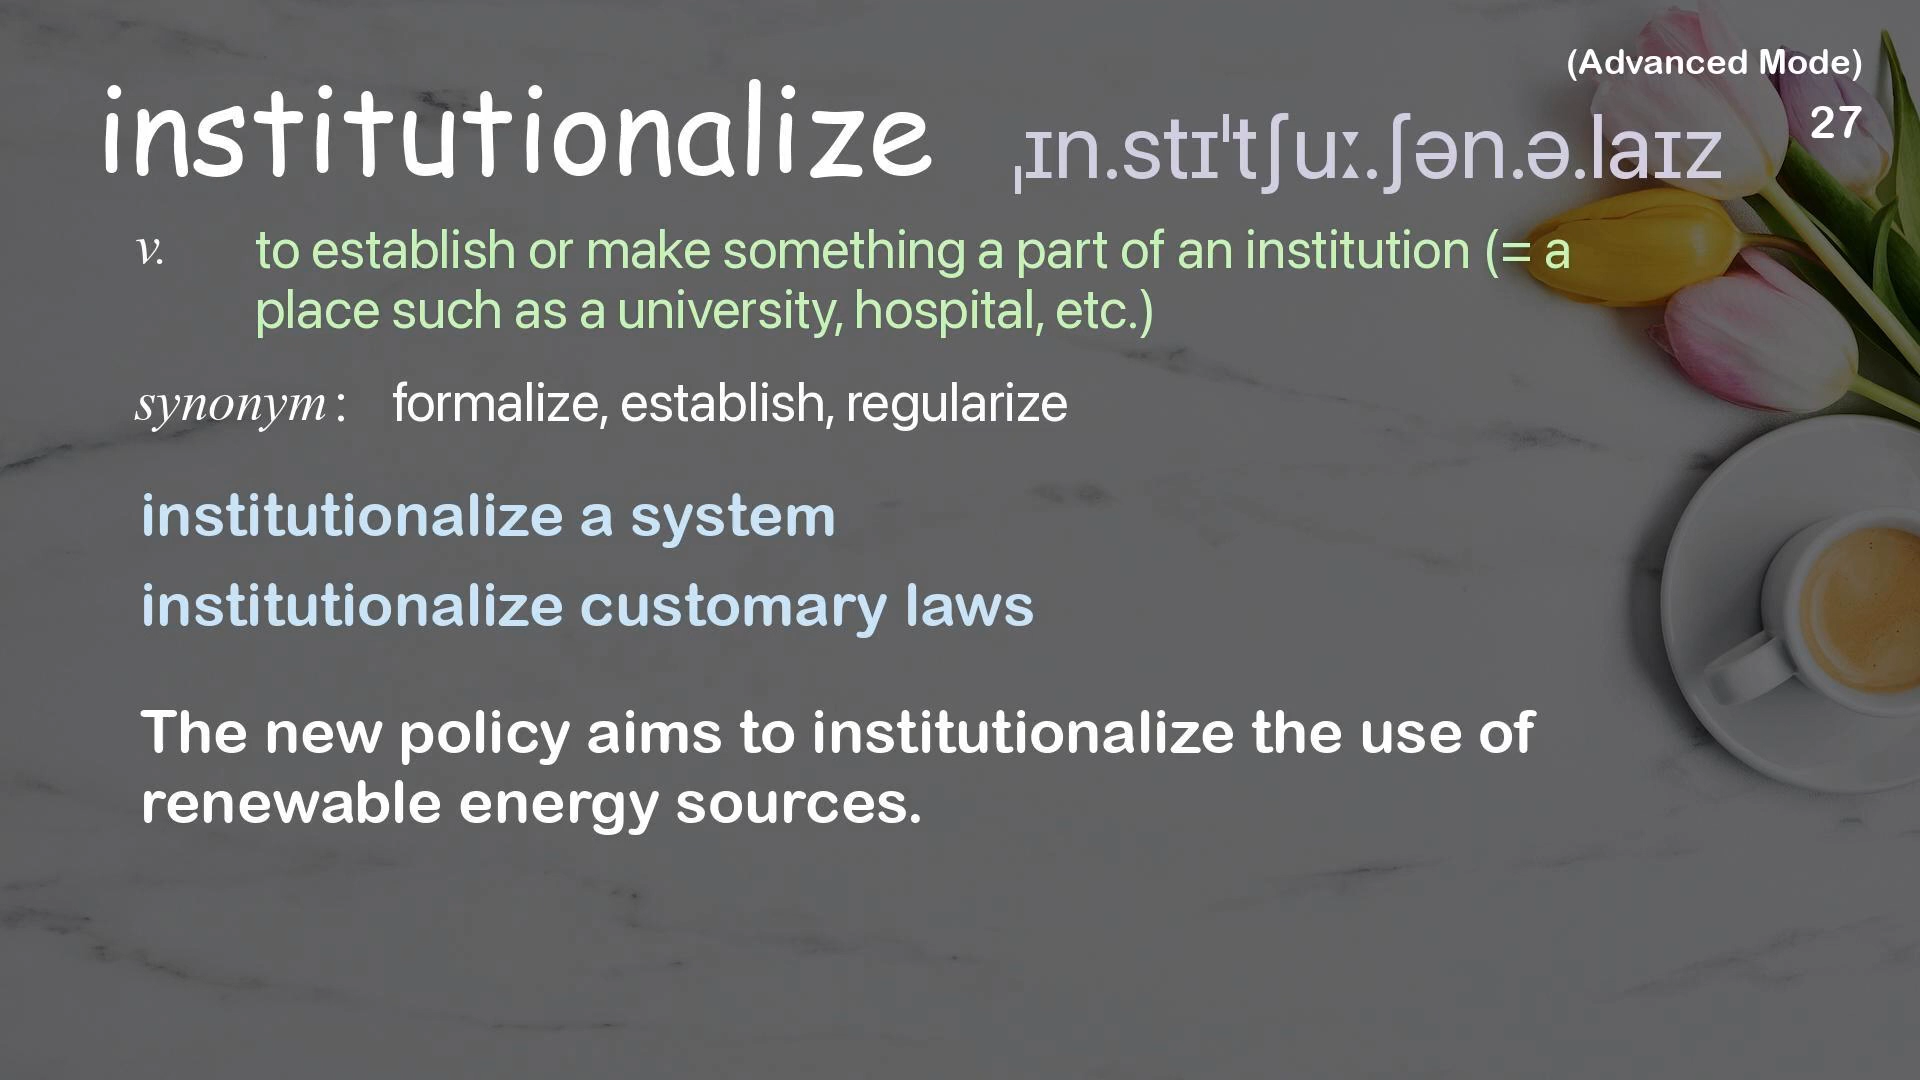 (Advanced Mode)
27
institutionalize ˌɪn.stɪˈtʃuː.ʃən.ə.laɪz
v. to establish or make something a part of an institution (= a
place such as a university, hospital, etc.)
synonym: formalize, establish, regularize
institutionalize a system
institutionalize customary laws
The new policy aims to institutionalize the use of
renewable energy sources.